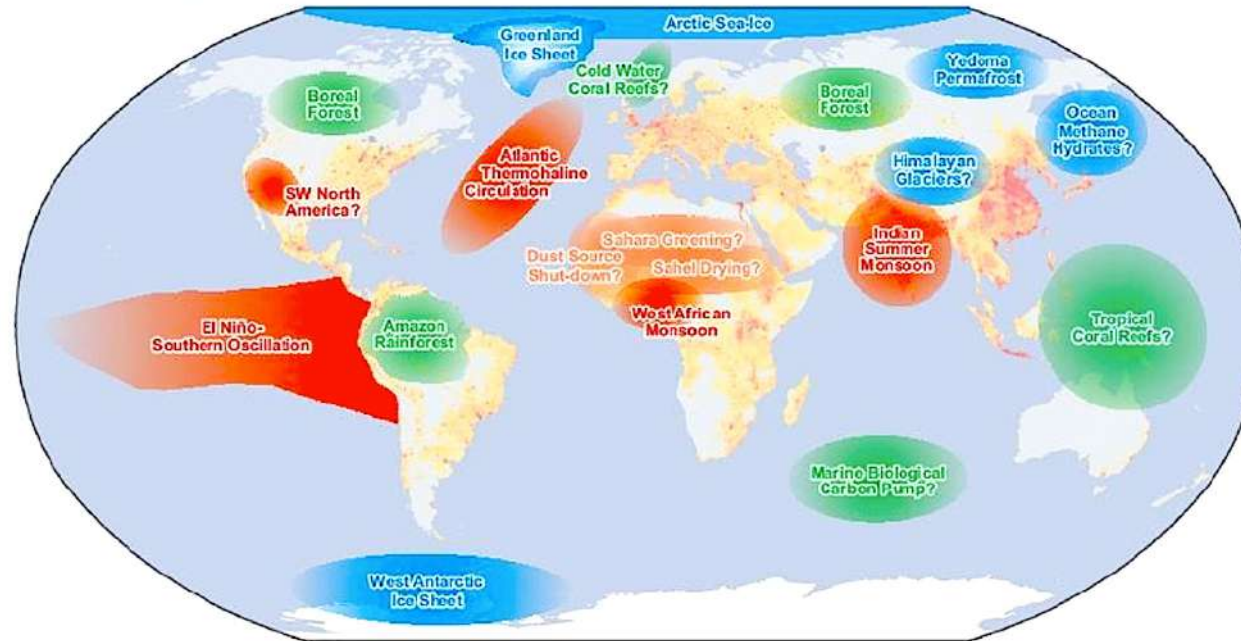 Arctic Sea-Ice
Greenland
Ice Sheet
Cold Water
Coral Reefs?
Yedoma
Permafrost
Boreal
Forest
Boreal
Forest
Ocean
Methane
Hydrates?
Atlantic
Thermohaline
Circulation
Himalayan
Glaciers?
SW North
America?
Sahara Greening?
Dust Source
Shut-down?
Sahel Drying?
Indian
Summer
Monsoon
West African
Monsoon
El Niño-
Southern Oscillation
Amazon
Rainforest
Tropical
Coral Reefs?
Marine Biological
Carbon Pump?
West Antarctic
Ice Sheet